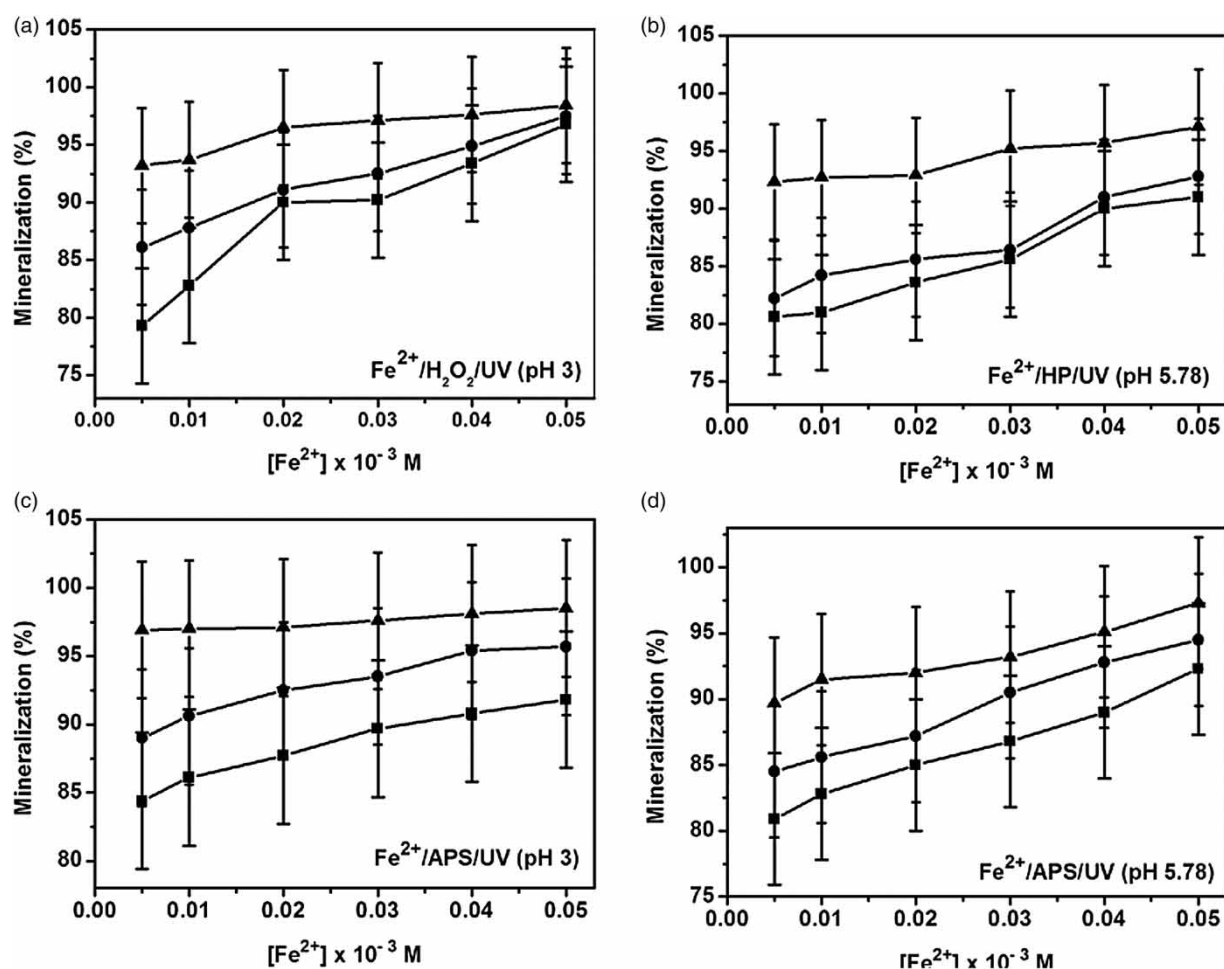 (a)
105
100
95
90
85
80
75
Mineralization (%)
Fe²⁺/H₂O₂/UV (pH 3)
0.00 0.01 0.02 0.03 0.04 0.05
[Fe²⁺] x 10⁻³ M
(b)
105
100
95
90
85
80
75
Mineralization (%)
Fe²⁺/HP/UV (pH 5.78)
0.00 0.01 0.02 0.03 0.04 0.05
[Fe²⁺] x 10⁻³ M
(c)
105
100
95
90
85
80
Mineralization (%)
Fe²⁺/APS/UV (pH 3)
0.00 0.01 0.02 0.03 0.04 0.05
[Fe²⁺] x 10⁻³ M
(d)
100
95
90
85
80
75
Mineralization (%)
Fe²⁺/APS/UV (pH 5.78)
0.00 0.01 0.02 0.03 0.04 0.05
[Fe²⁺] x 10⁻³ M